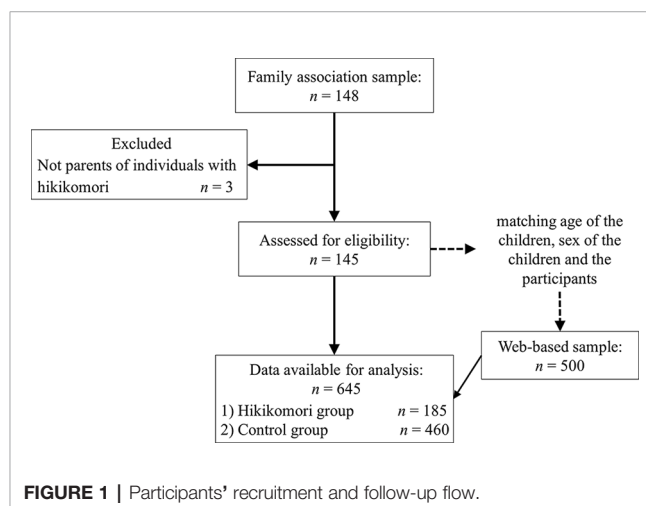 Family association sample:
n = 148
Excluded
Not parents of individuals with
hikikomori n = 3
Assessed for eligibility:
n = 145
matching age of the
children, sex of the
children and the
participants
Web-based sample:
n = 500
Data available for analysis:
n = 645
1) Hikikomori group n = 185
2) Control group n = 460
FIGURE 1 | Participants' recruitment and follow-up flow.